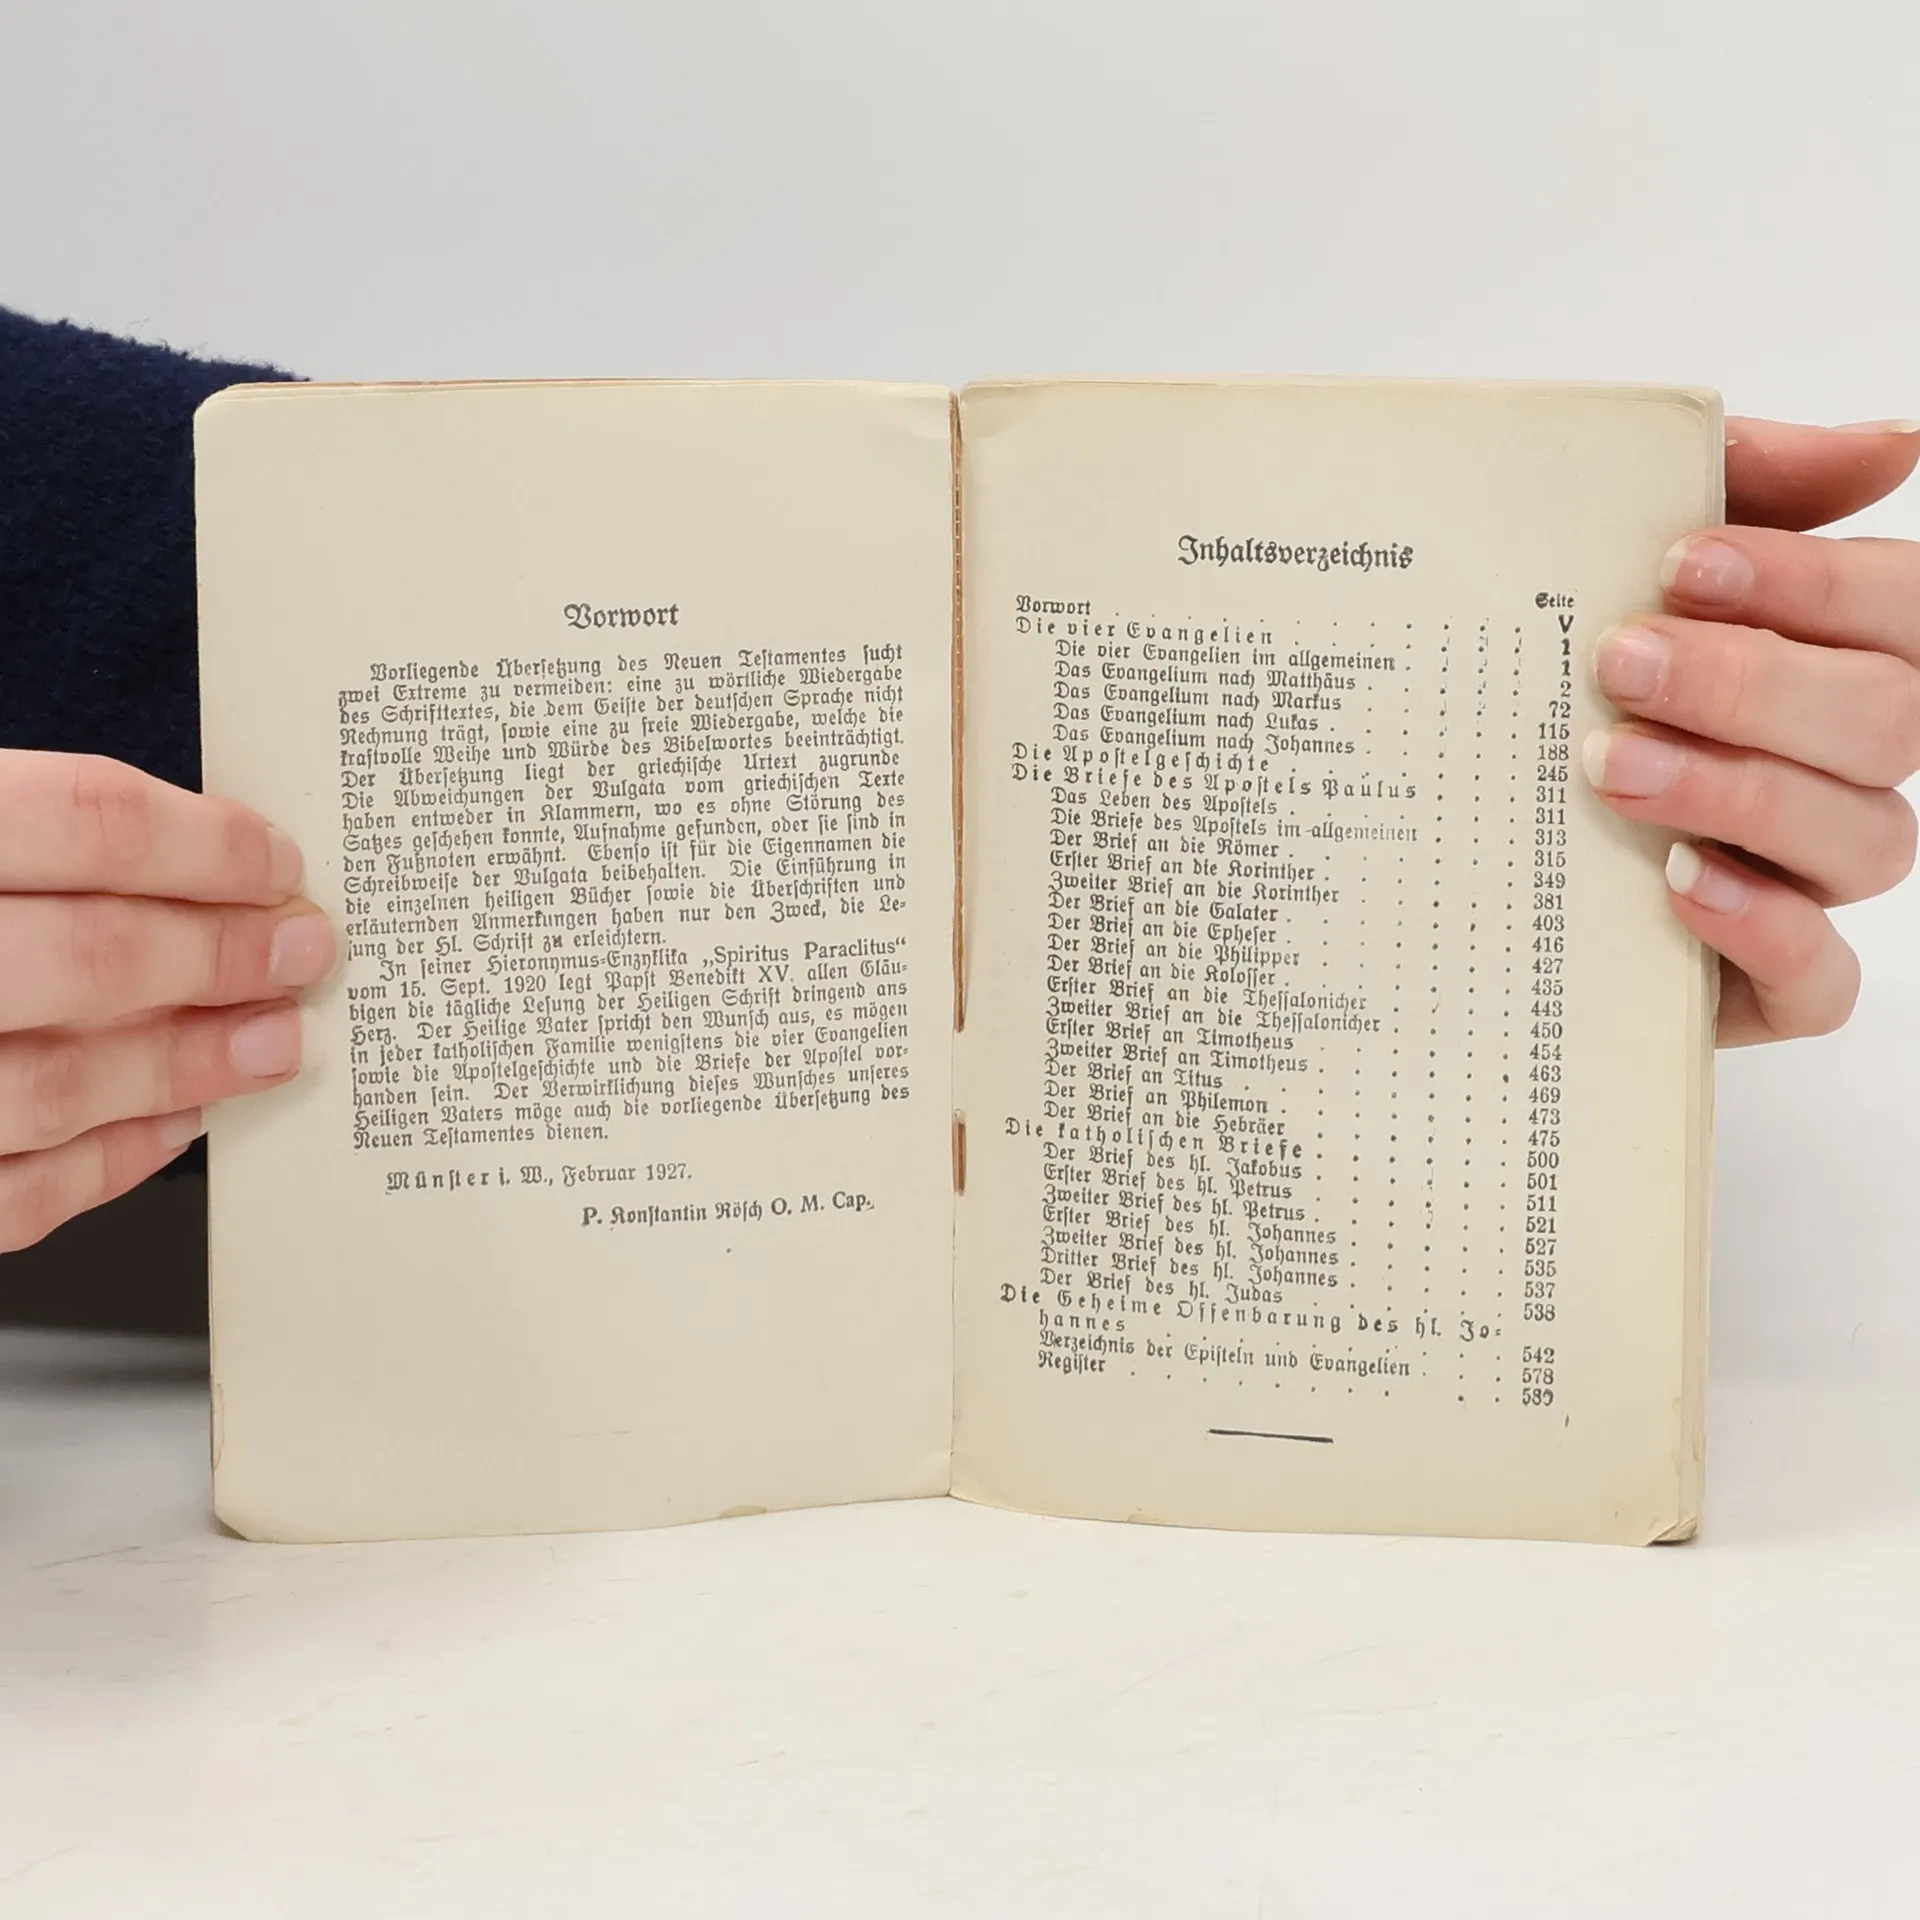 Vorwort
Vorliegende Übersetzung des Neuen Testamentes sucht
zwei Extreme zu vermeiden: eine zu wörtliche Wiedergabe
des Schrifttextes, die dem Geiste der deutschen Sprache nicht
Rechnung trägt, sowie eine zu freie Wiedergabe, welche die
kraftvolle Weihe und Würde des Bibelwortes beeinträchtigt.
Der Übersetzung liegt der griechische Urtext zugrunde
Die Abweichungen der Vulgata vom griechischen Texte
haben entweder in Klammern, wo es ohne Störung des
Satzes geschehen konnte, Aufnahme gefunden, oder sie sind in
den Fußnoten erwähnt. Ebenso ist für die Eigennamen die
Schreibweise der Vulgata beibehalten. Die Einführung in
die einzelnen heiligen Bücher sowie die Überschriften und
erläuternden Anmerkungen haben nur den Zweck, die Le-
sung der Hl. Schrift zu erleichtern.
In seiner Hieronymus-Enzyklika „Spiritus Paraclitus“
vom 15. Sept. 1920 legt Papst Benedikt XV. allen Gläu-
bigen die tägliche Lesung der Heiligen Schrift dringend ans
Herz. Der Heilige Vater spricht den Wunsch aus, es mögen
in jeder katholischen Familie wenigstens die vier Evangelien
sowie die Apostelgeschichte und die Briefe der Apostel vor-
handen sein. Der Verwirklichung dieses Wunsches unseres
Heiligen Vaters möge auch die vorliegende Übersetzung des
Neuen Testamentes dienen.
Münster i. W., Februar 1927.
P. Konstantin Rösch O. M. Cap.
Inhaltsverzeichnis
Seite
Vorwort . . . . . . . . V
Die vier Evangelien . . . . . . 1
Die vier Evangelien im allgemeinen . . . . 1
Das Evangelium nach Matthäus . . . . . 2
Das Evangelium nach Markus . . . . . 72
Das Evangelium nach Lukas . . . . . 115
Das Evangelium nach Johannes . . . . . 188
Die Apostelgeschichte . . . . . . 245
Die Briefe des Apostels Paulus . . . 311
Das Leben des Apostels . . . . . . 311
Die Briefe des Apostels im allgemeinen . . . 313
Der Brief an die Römer . . . . . . 315
Erster Brief an die Korinther . . . . . 349
Zweiter Brief an die Korinther . . . . . 381
Der Brief an die Galater . . . . . . 403
Der Brief an die Epheser . . . . . . 416
Der Brief an die Philipper . . . . . 427
Der Brief an die Kolosser . . . . . . 435
Erster Brief an die Thessalonicher . . . . 443
Zweiter Brief an die Thessalonicher . . . . 450
Erster Brief an Timotheus . . . . . . 454
Zweiter Brief an Timotheus . . . . . 463
Der Brief an Titus . . . . . . . 469
Der Brief an Philemon . . . . . . 473
Der Brief an die Hebräer . . . . . 475
Die katholischen Briefe . . . . . 500
Der Brief des hl. Jakobus . . . . . 501
Erster Brief des hl. Petrus . . . . . 511
Zweiter Brief des hl. Petrus . . . . . 521
Erster Brief des hl. Johannes . . . . . 527
Zweiter Brief des hl. Johannes . . . . . 535
Dritter Brief des hl. Johannes . . . . . 537
Der Brief des hl. Judas . . . . . . 538
Die Geheime Offenbarung des hl. Jo-
hannes . . . . . . . . 542
Verzeichnis der Episteln und Evangelien . . . 578
Register . . . . . . . . . . 589